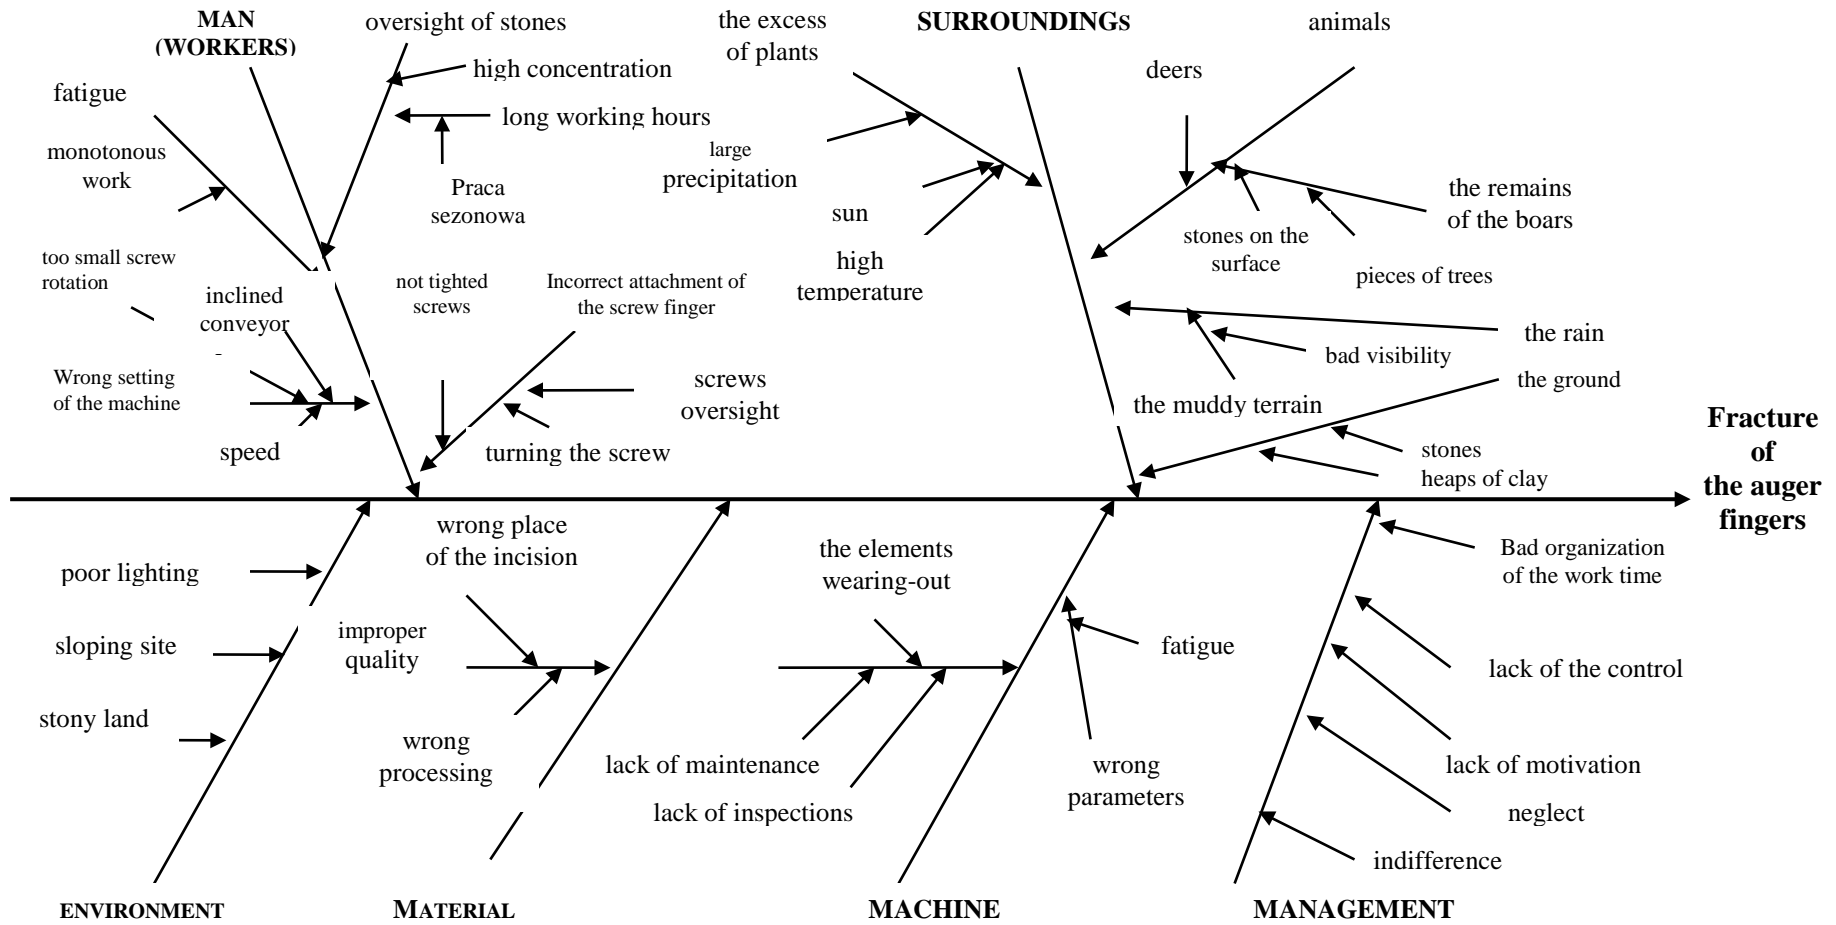 MAN
(WORKERS)
oversight of stones
high concentration
long working hours
Praca
sezonowa
fatigue
monotonous
work
too small screw
rotation
inclined
conveyor
Wrong setting
of the machine
speed
not tighted
screws
Incorrect attachment of
the screw finger
screws
oversight
turning the screw
the excess
of plants
large
precipitation
sun
high
temperature
SURROUNDINGs
animals
deers
the remains
of the boars
stones on the
surface
pieces of trees
the rain
bad visibility
the muddy terrain
the ground
stones
heaps of clay
Fracture
of
the auger
fingers
poor lighting
sloping site
stony land
ENVIRONMENT
wrong place
of the incision
improper
quality
wrong
processing
MATERIAL
the elements
wearing-out
lack of maintenance
lack of inspections
fatigue
wrong
parameters
MACHINE
Bad organization
of the work time
lack of the control
lack of motivation
neglect
indifference
MANAGEMENT